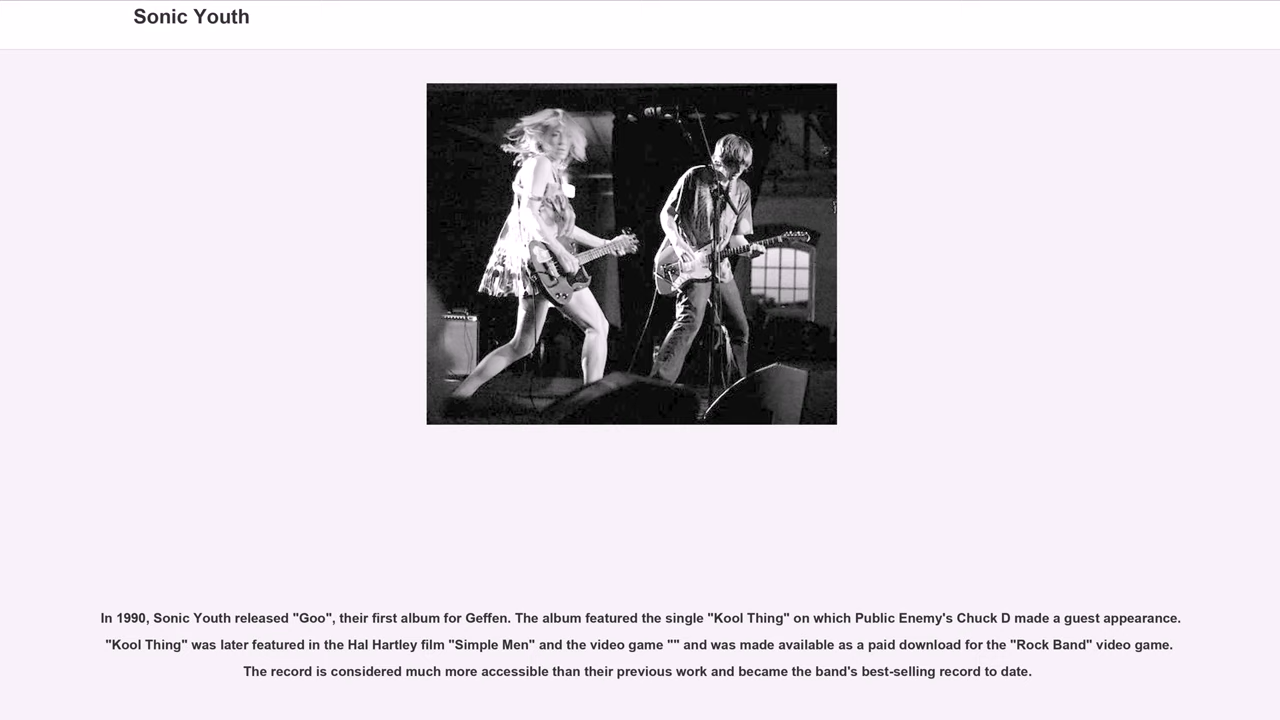 Sonic Youth
In 1990, Sonic Youth released "Goo", their first album for Geffen. The album featured the single "Kool Thing" on which Public Enemy's Chuck D made a guest appearance.
"Kool Thing" was later featured in the Hal Hartley film "Simple Men" and the video game "" and was made available as a paid download for the "Rock Band" video game.
The record is considered much more accessible than their previous work and became the band's best-selling record to date.